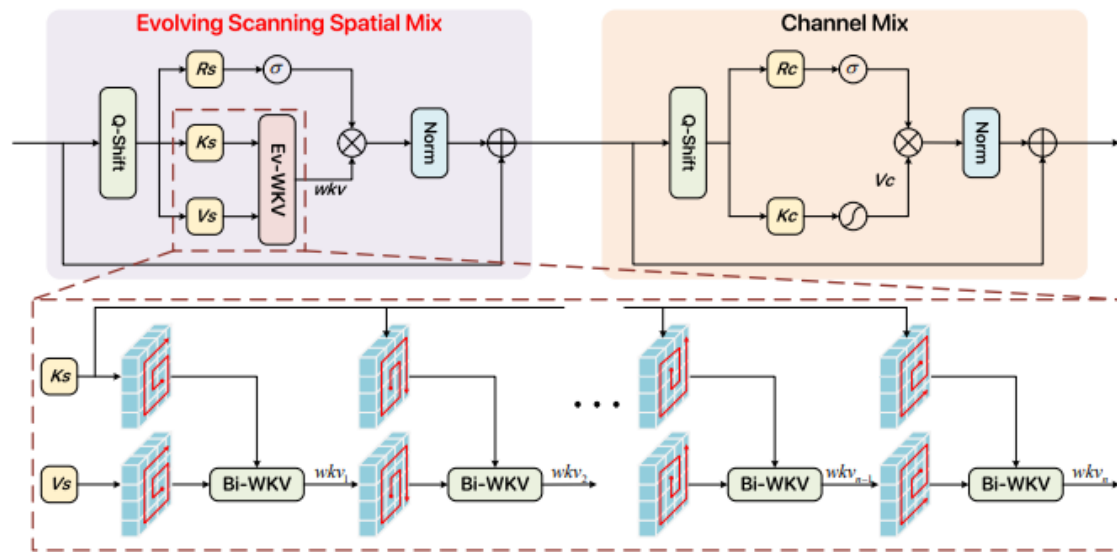 Evolving Scanning Spatial Mix
Channel Mix
Q-Shift
Rs
σ
Ks
Vs
Ev-WKV
wkv
Norm
Q-Shift
Rc
σ
Kc
Vc
Norm
Ks
Vs
Bi-WKV
wkv₁
Bi-WKV
wkv₂
...
Bi-WKV
wkvₙ₋₁
Bi-WKV
wkvₙ